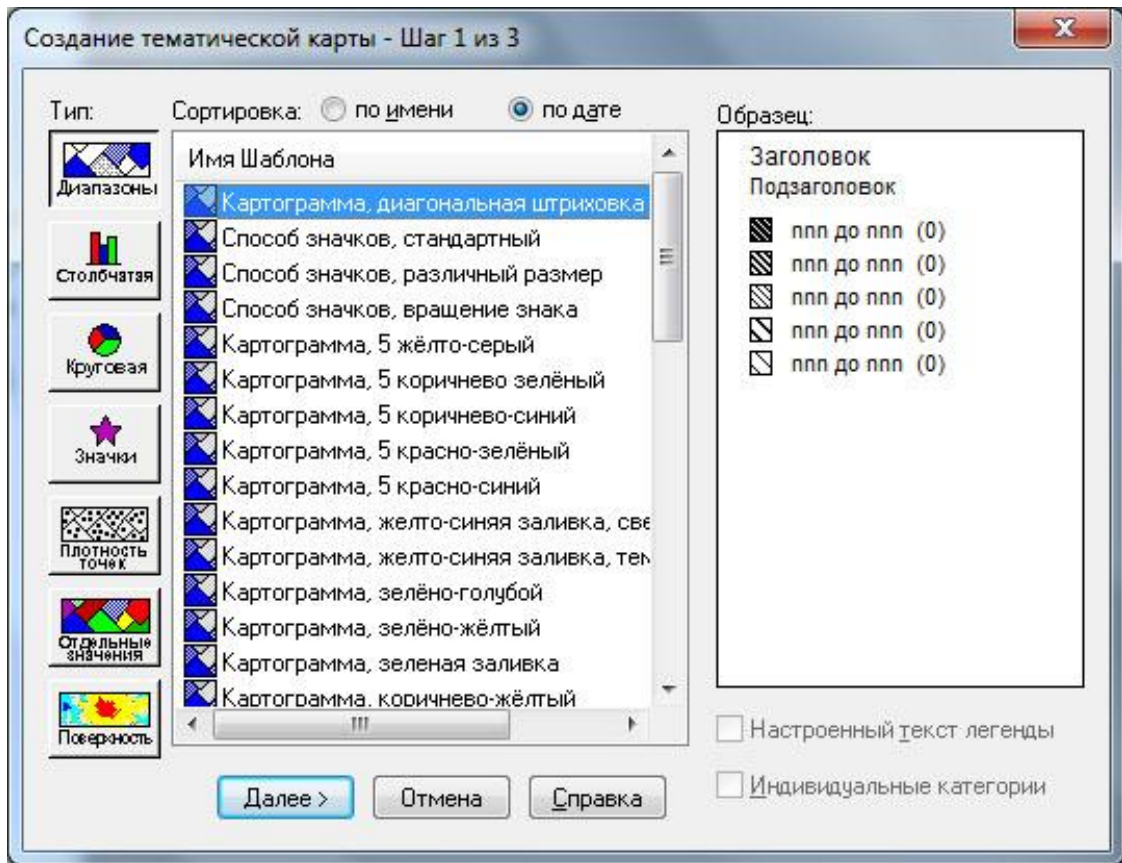 Создание тематической карты - Шаг 1 из 3
Тип:
Диапазоны
Столбчатая
Круговая
Значки
Плотность
точек
Отдельные
значения
Поверхность
Сортировка: по имени по дате
Имя Шаблона
Картограмма, диагональная штриховка
Способ значков, стандартный
Способ значков, различный размер
Способ значков, вращение знака
Картограмма, 5 жёлто-серый
Картограмма, 5 коричнево зелёный
Картограмма, 5 коричнево-синий
Картограмма, 5 красно-зелёный
Картограмма, 5 красно-синий
Картограмма, желто-синяя заливка, све
Картограмма, желто-синяя заливка, тем
Картограмма, зелёно-голубой
Картограмма, зелёно-жёлтый
Картограмма, зеленая заливка
Картограмма, коричнево-жёлтый
Образец:
Заголовок
Подзаголовок
ппп до ппп (0)
ппп до ппп (0)
ппп до ппп (0)
ппп до ппп (0)
ппп до ппп (0)
Настроенный текст легенды
Индивидуальные категории
Далее >
Отмена
Справка